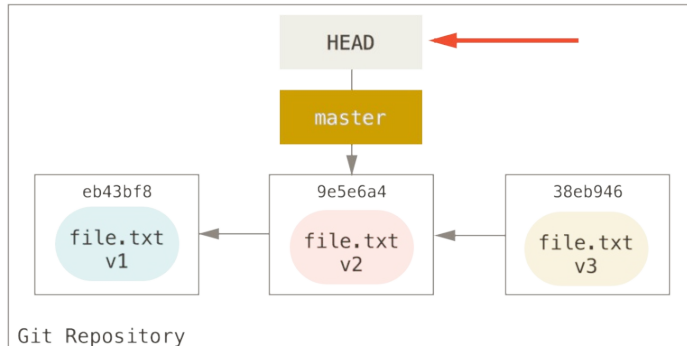 HEAD
master
eb43bf8
9e5e6a4
38eb946
file.txt
v1
file.txt
v2
file.txt
v3
Git Repository